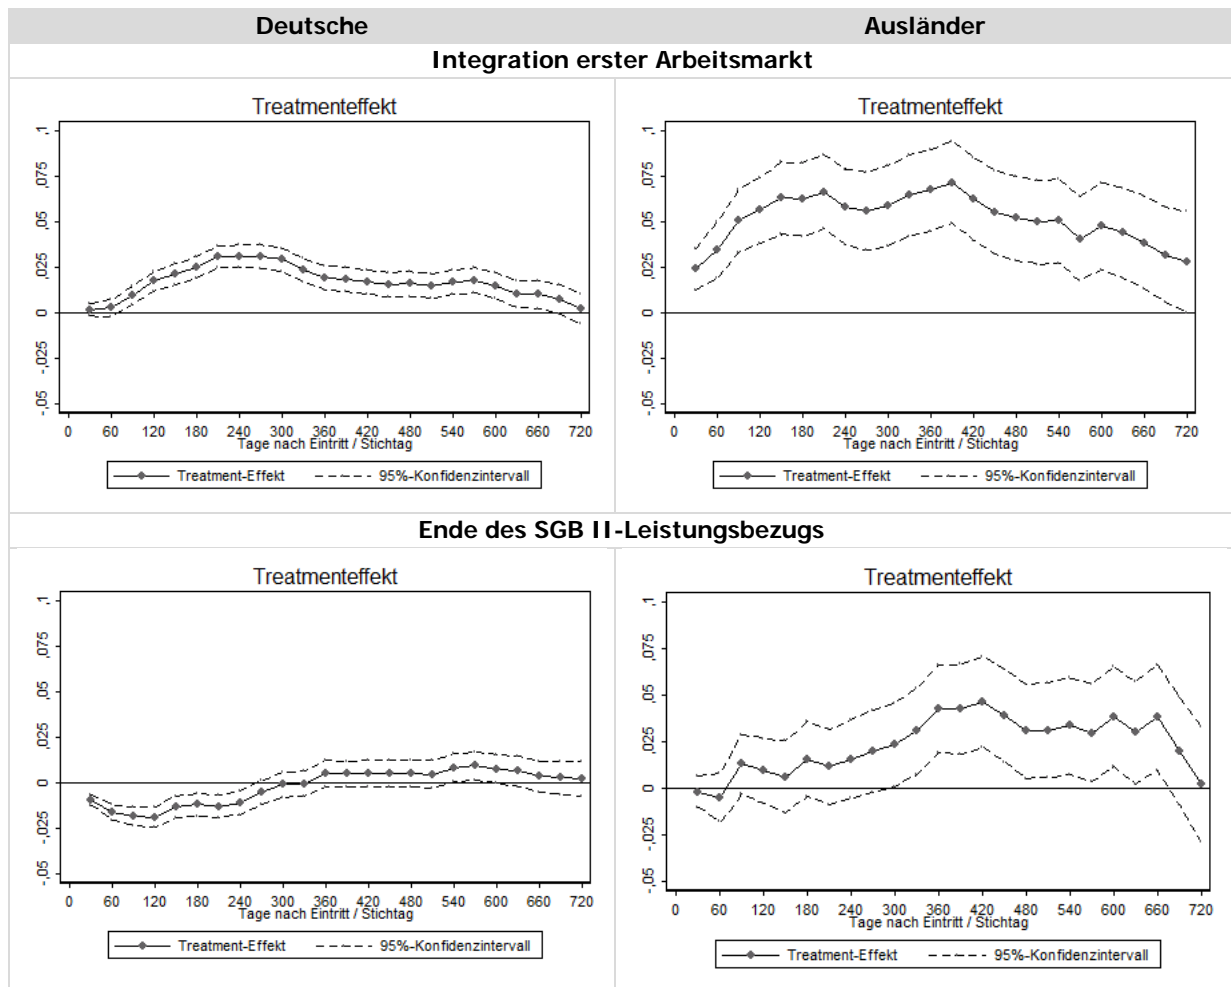 Deutsche Ausländer
Integration erster Arbeitsmarkt
Treatmenteffekt
,1
,075
,05
,025
0
-,025
-,05
0 60 120 180 240 300 360 420 480 540 600 660 720
Tage nach Eintritt / Stichtag
Treatment-Effekt 95%-Konfidenzintervall
Treatmenteffekt
,1
,075
,05
,025
0
-,025
-,05
0 60 120 180 240 300 360 420 480 540 600 660 720
Tage nach Eintritt / Stichtag
Treatment-Effekt 95%-Konfidenzintervall
Ende des SGB II-Leistungsbezugs
Treatmenteffekt
,1
,075
,05
,025
0
-,025
-,05
0 60 120 180 240 300 360 420 480 540 600 660 720
Tage nach Eintritt / Stichtag
Treatment-Effekt 95%-Konfidenzintervall
Treatmenteffekt
,1
,075
,05
,025
0
-,025
-,05
0 60 120 180 240 300 360 420 480 540 600 660 720
Tage nach Eintritt / Stichtag
Treatment-Effekt 95%-Konfidenzintervall